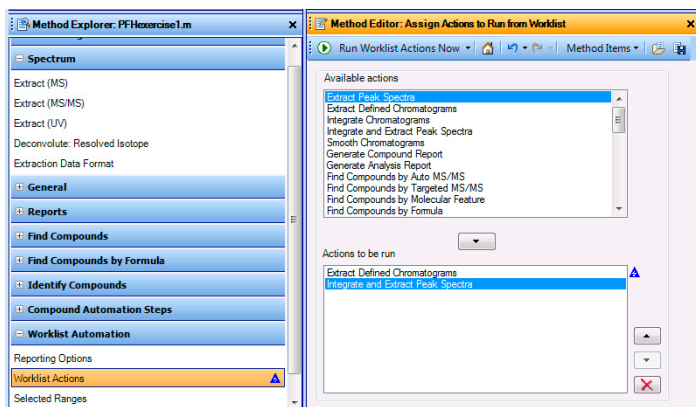 Method Explorer: PFHexercise1.m
Spectrum
Extract (MS)
Extract (MS/MS)
Extract (UV)
Deconvolute: Resolved Isotope
Extraction Data Format
General
Reports
Find Compounds
Find Compounds by Formula
Identify Compounds
Compound Automation Steps
Worklist Automation
Reporting Options
Worklist Actions
Selected Ranges
Method Editor: Assign Actions to Run from Worklist
Run Worklist Actions Now Method Items
Available actions
Extract Peak Spectra
Extract Defined Chromatograms
Integrate Chromatograms
Integrate and Extract Peak Spectra
Smooth Chromatograms
Generate Compound Report
Generate Analysis Report
Find Compounds by Auto MS/MS
Find Compounds by Targeted MS/MS
Find Compounds by Molecular Feature
Find Compounds by Formula
Actions to be run
Extract Defined Chromatograms
Integrate and Extract Peak Spectra